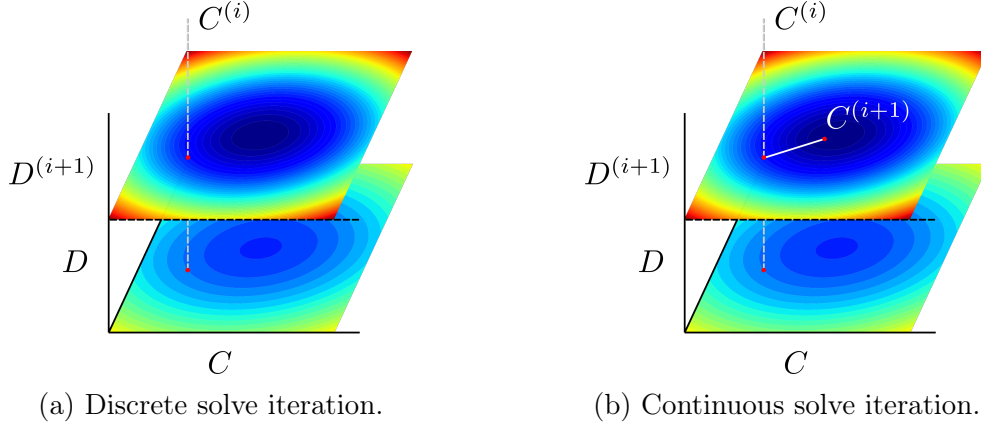 C^{(i)}
D^{(i+1)}
D
C
(a) Discrete solve iteration.
C^{(i)}
C^{(i+1)}
D^{(i+1)}
D
C
(b) Continuous solve iteration.